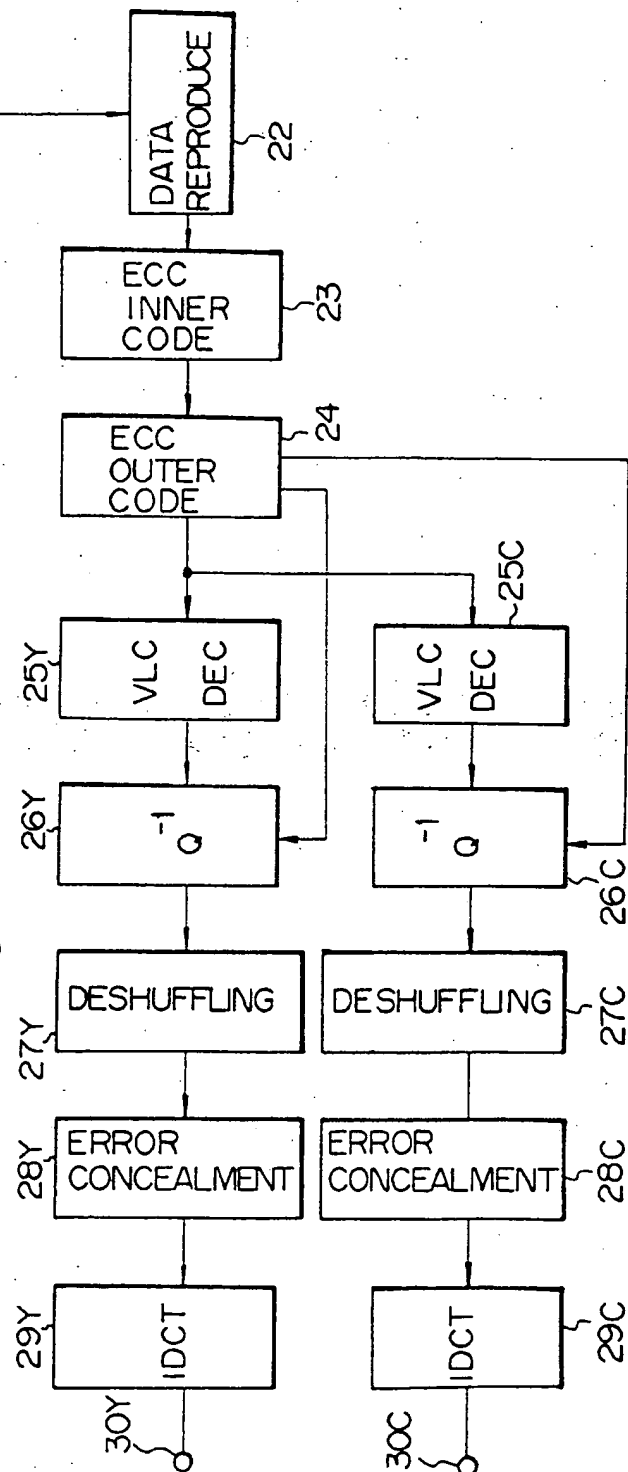 DATA
REPRODUCE
22
ECC
INNER
CODE
23
ECC
OUTER
CODE
24
25Y
VLC
DEC
25C
VLC
DEC
26Y
Q-1
26C
Q-1
27Y
DESHUFFLING
DESHUFFLING
27C
28Y
ERROR
CONCEALMENT
ERROR
CONCEALMENT
28C
29Y
IDCT
IDCT
29C
30Y
30C